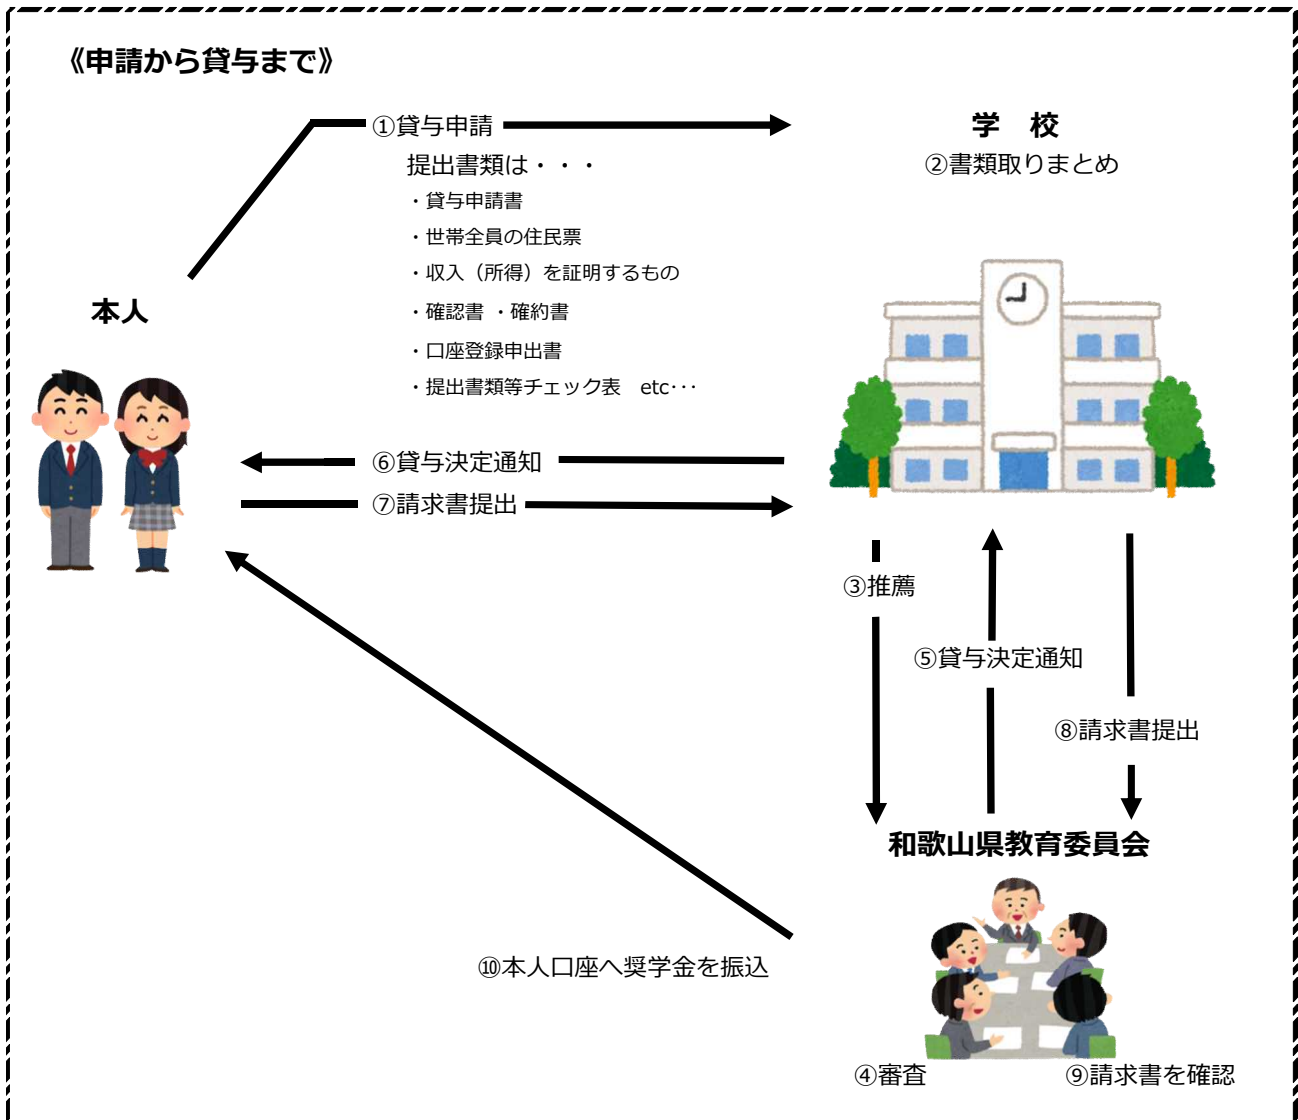 《申請から貸与まで》
①貸与申請
提出書類は・・・
・貸与申請書
・世帯全員の住民票
・収入（所得）を証明するもの
・確認書 ・確約書
・口座登録申出書
・提出書類等チェック表　etc･･･
学　校
②書類取りまとめ
本人
⑥貸与決定通知
⑦請求書提出
③推薦
⑤貸与決定通知
⑧請求書提出
和歌山県教育委員会
⑩本人口座へ奨学金を振込
④審査
⑨請求書を確認